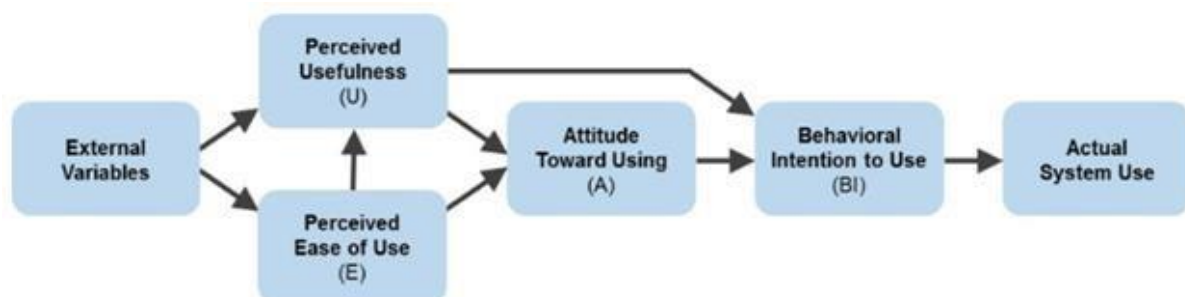 Perceived
Usefulness
(U)
External
Variables
Perceived
Ease of Use
(E)
Attitude
Toward Using
(A)
Behavioral
Intention to Use
(BI)
Actual
System Use